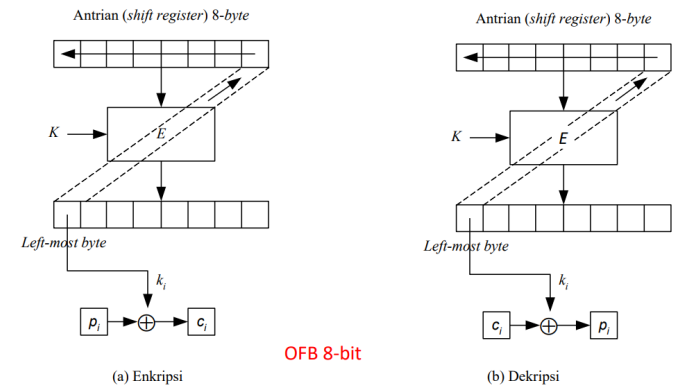 Antrian (shift register) 8-byte
K
E
Left-most byte
ki
pi
ci
(a) Enkripsi
Antrian (shift register) 8-byte
K
E
Left-most byte
ki
ci
pi
(b) Dekripsi
OFB 8-bit